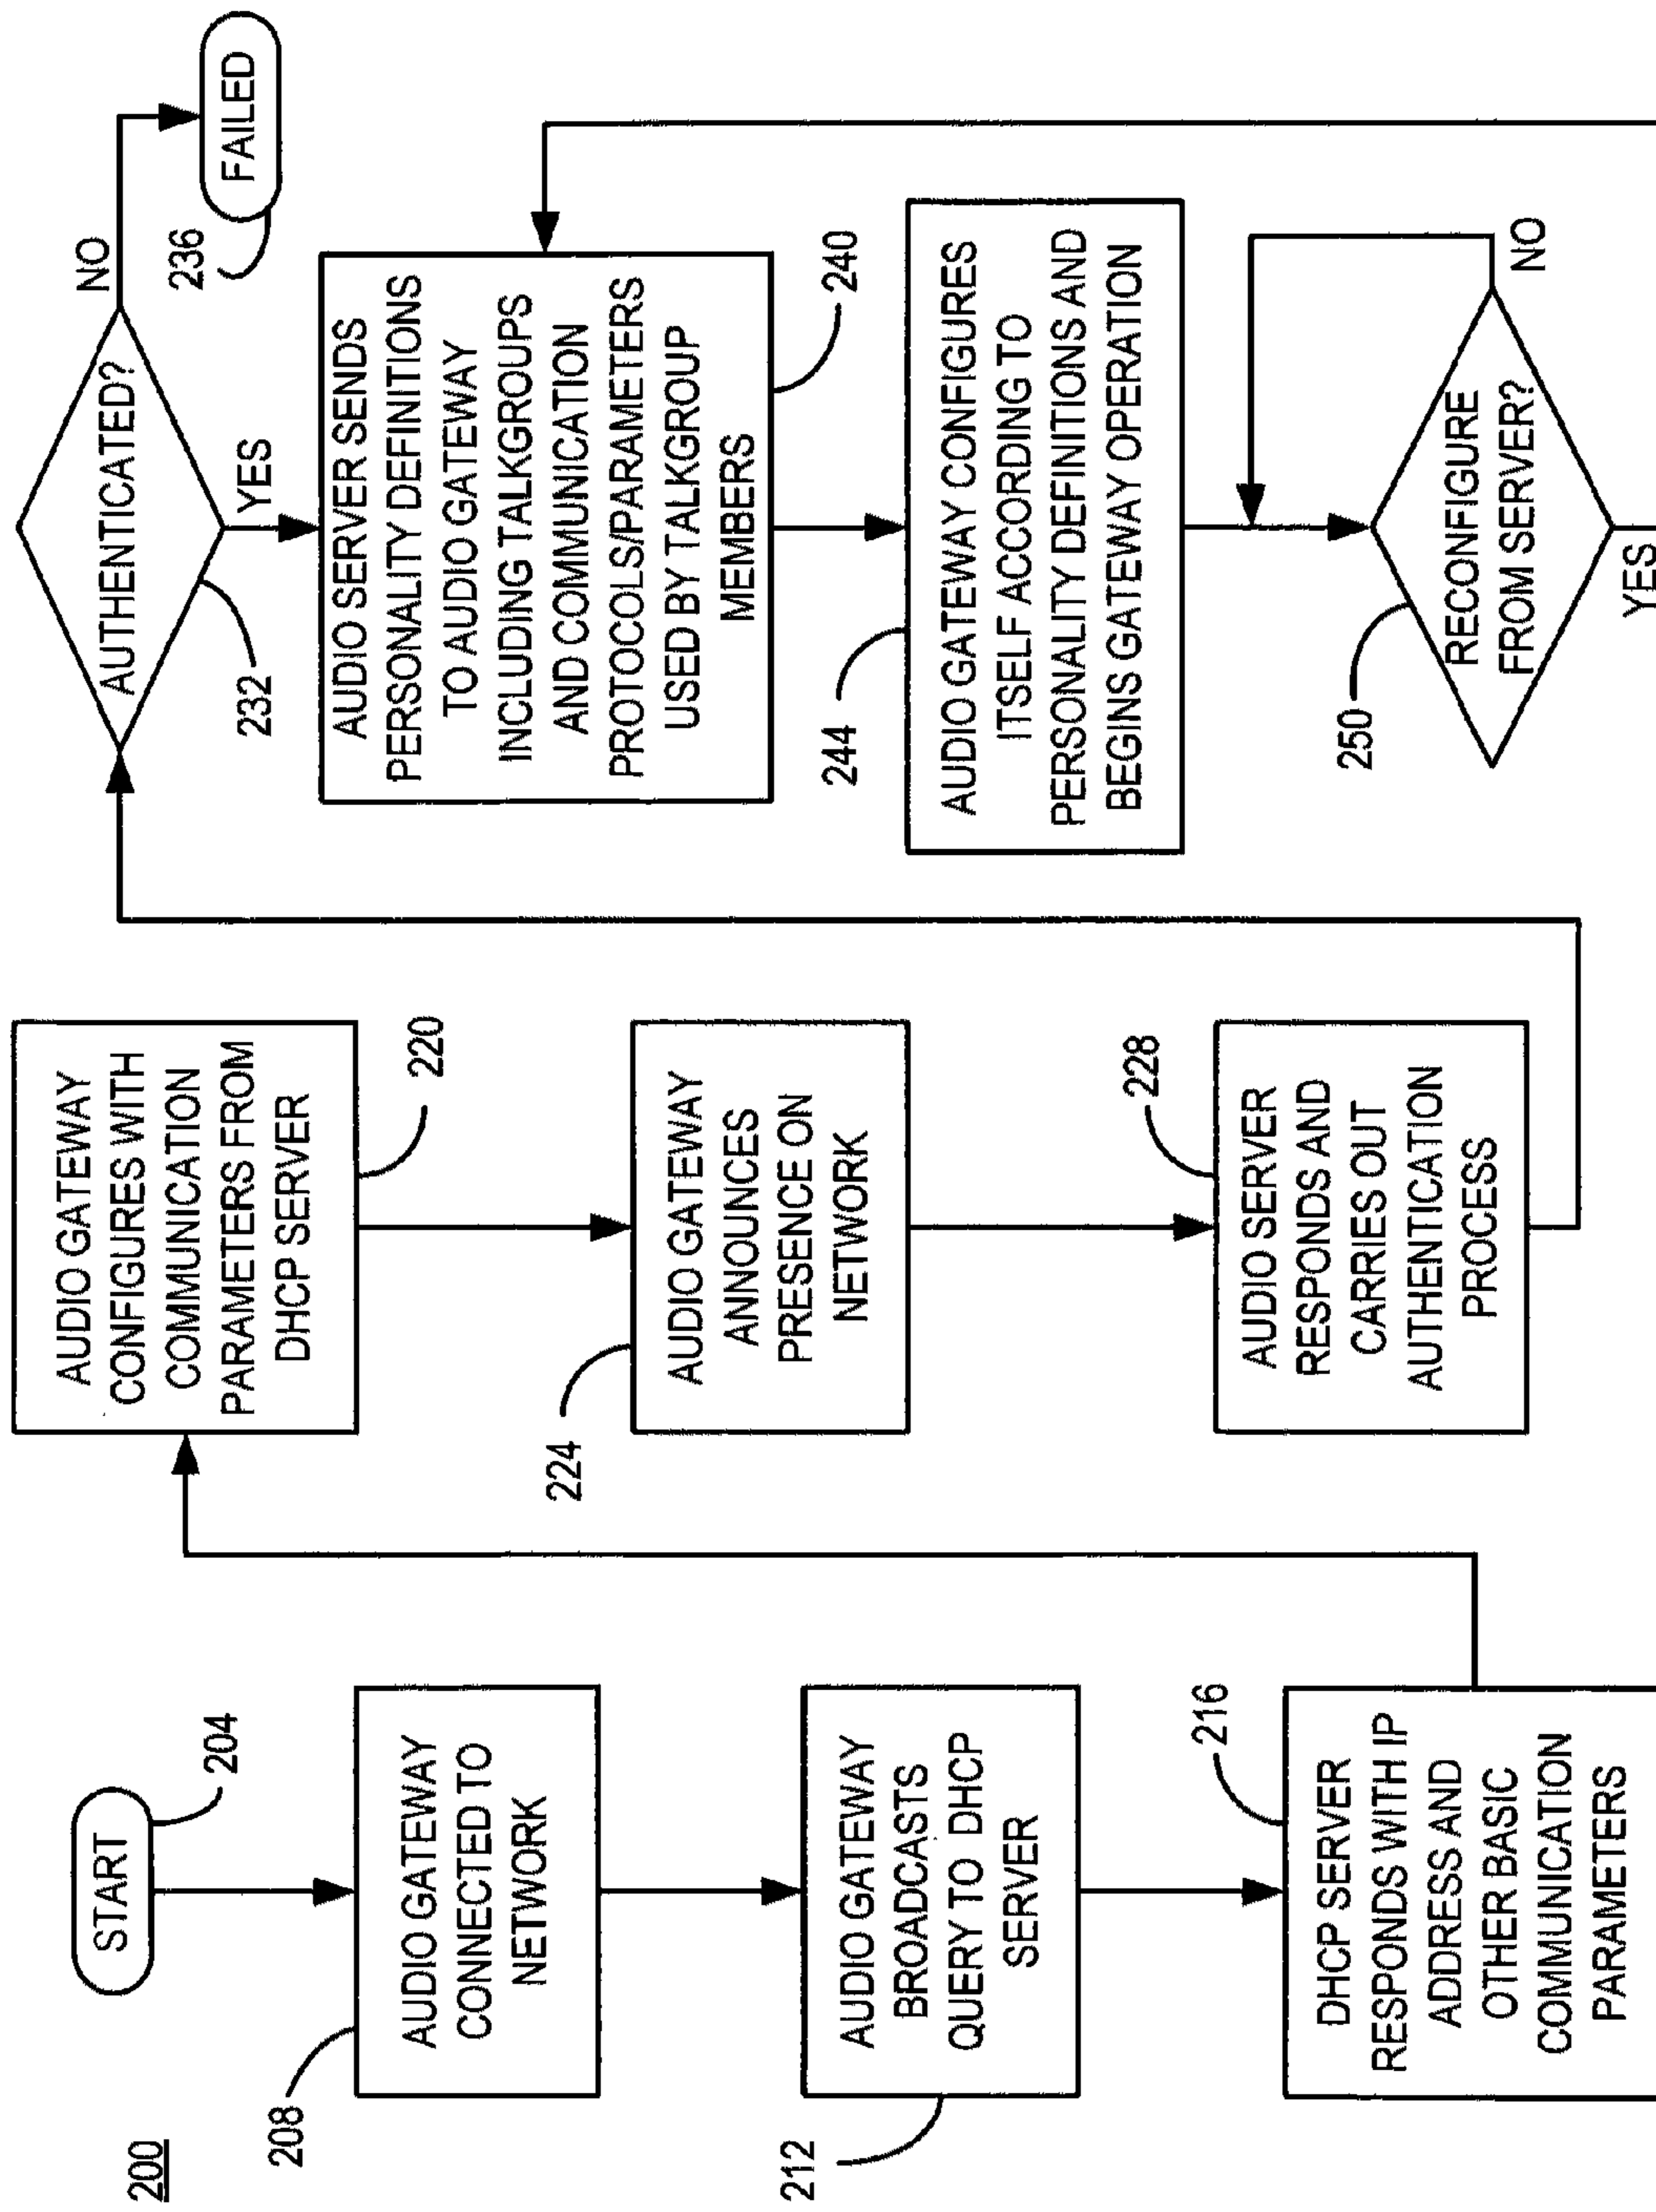 200
START
204
AUDIO GATEWAY
CONNECTED TO
NETWORK
208
AUDIO GATEWAY
BROADCASTS
QUERY TO DHCP
SERVER
212
DHCP SERVER
RESPONDS WITH IP
ADDRESS AND
OTHER BASIC
COMMUNICATION
PARAMETERS
216
AUDIO GATEWAY
CONFIGURES WITH
COMMUNICATION
PARAMETERS FROM
DHCP SERVER
220
AUDIO GATEWAY
ANNOUNCES
PRESENCE ON
NETWORK
224
AUDIO SERVER
RESPONDS AND
CARRIES OUT
AUTHENTICATION
PROCESS
228
AUTHENTICATED?
232
NO
FAILED
236
YES
AUDIO SERVER SENDS
PERSONALITY DEFINITIONS
TO AUDIO GATEWAY
INCLUDING TALKGROUPS
AND COMMUNICATION
PROTOCOLS/PARAMETERS
USED BY TALKGROUP
MEMBERS
240
AUDIO GATEWAY CONFIGURES
ITSELF ACCORDING TO
PERSONALITY DEFINITIONS AND
BEGINS GATEWAY OPERATION
244
RECONFIGURE
FROM SERVER?
250
NO
YES